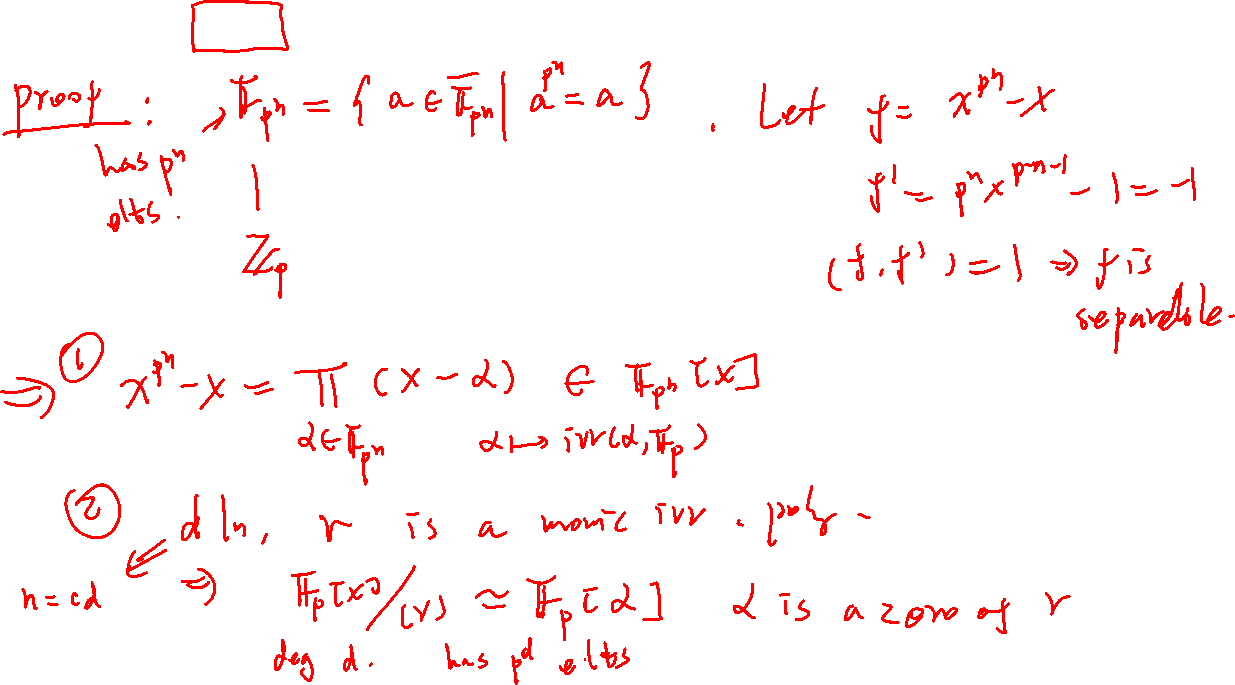 proof : 𝔽_{p^n} = { a ∈ 𝔽̄_{p^n} | a^{p^n} = a } . Let f = x^{p^n} - x
has p^n elts.
|
ℤ_p
f' = p^n x^{p^n-1} - 1 = -1
(f, f') = 1 ⇒ f is separable.
⇒ ① x^{p^n} - x = ∏_{α∈𝔽_{p^n}} (x - α) ∈ 𝔽_{p^n}[x]
α ↦ irr(α, 𝔽_p)
② d|n, r is a monic irr. poly.
n = cd ⇒ 𝔽_p[x]/(r) ≃ 𝔽_p[α] α is a zero of r
deg d. has p^d elts